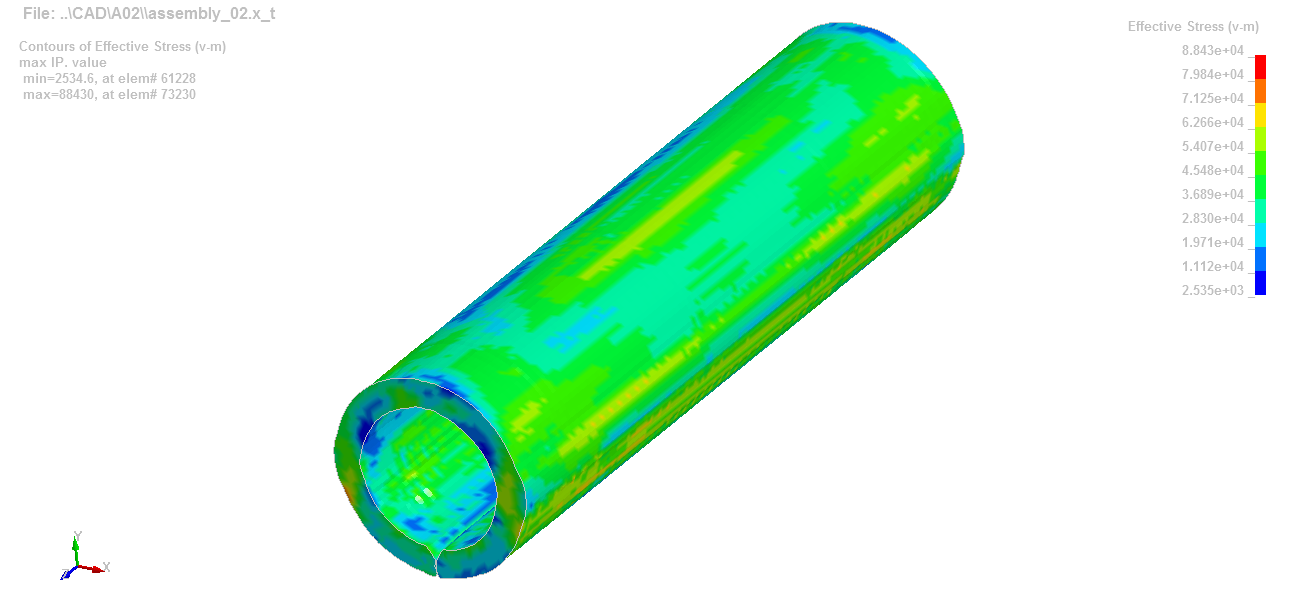 File: ..\CAD\A02\\assembly_02.x_t
Contours of Effective Stress (v-m)
max IP. value
min=2534.6, at elem# 61228
max=88430, at elem# 73230
Effective Stress (v-m)
8.843e+04
7.984e+04
7.125e+04
6.266e+04
5.407e+04
4.548e+04
3.689e+04
2.830e+04
1.971e+04
1.112e+04
2.535e+03
Y
Z
X